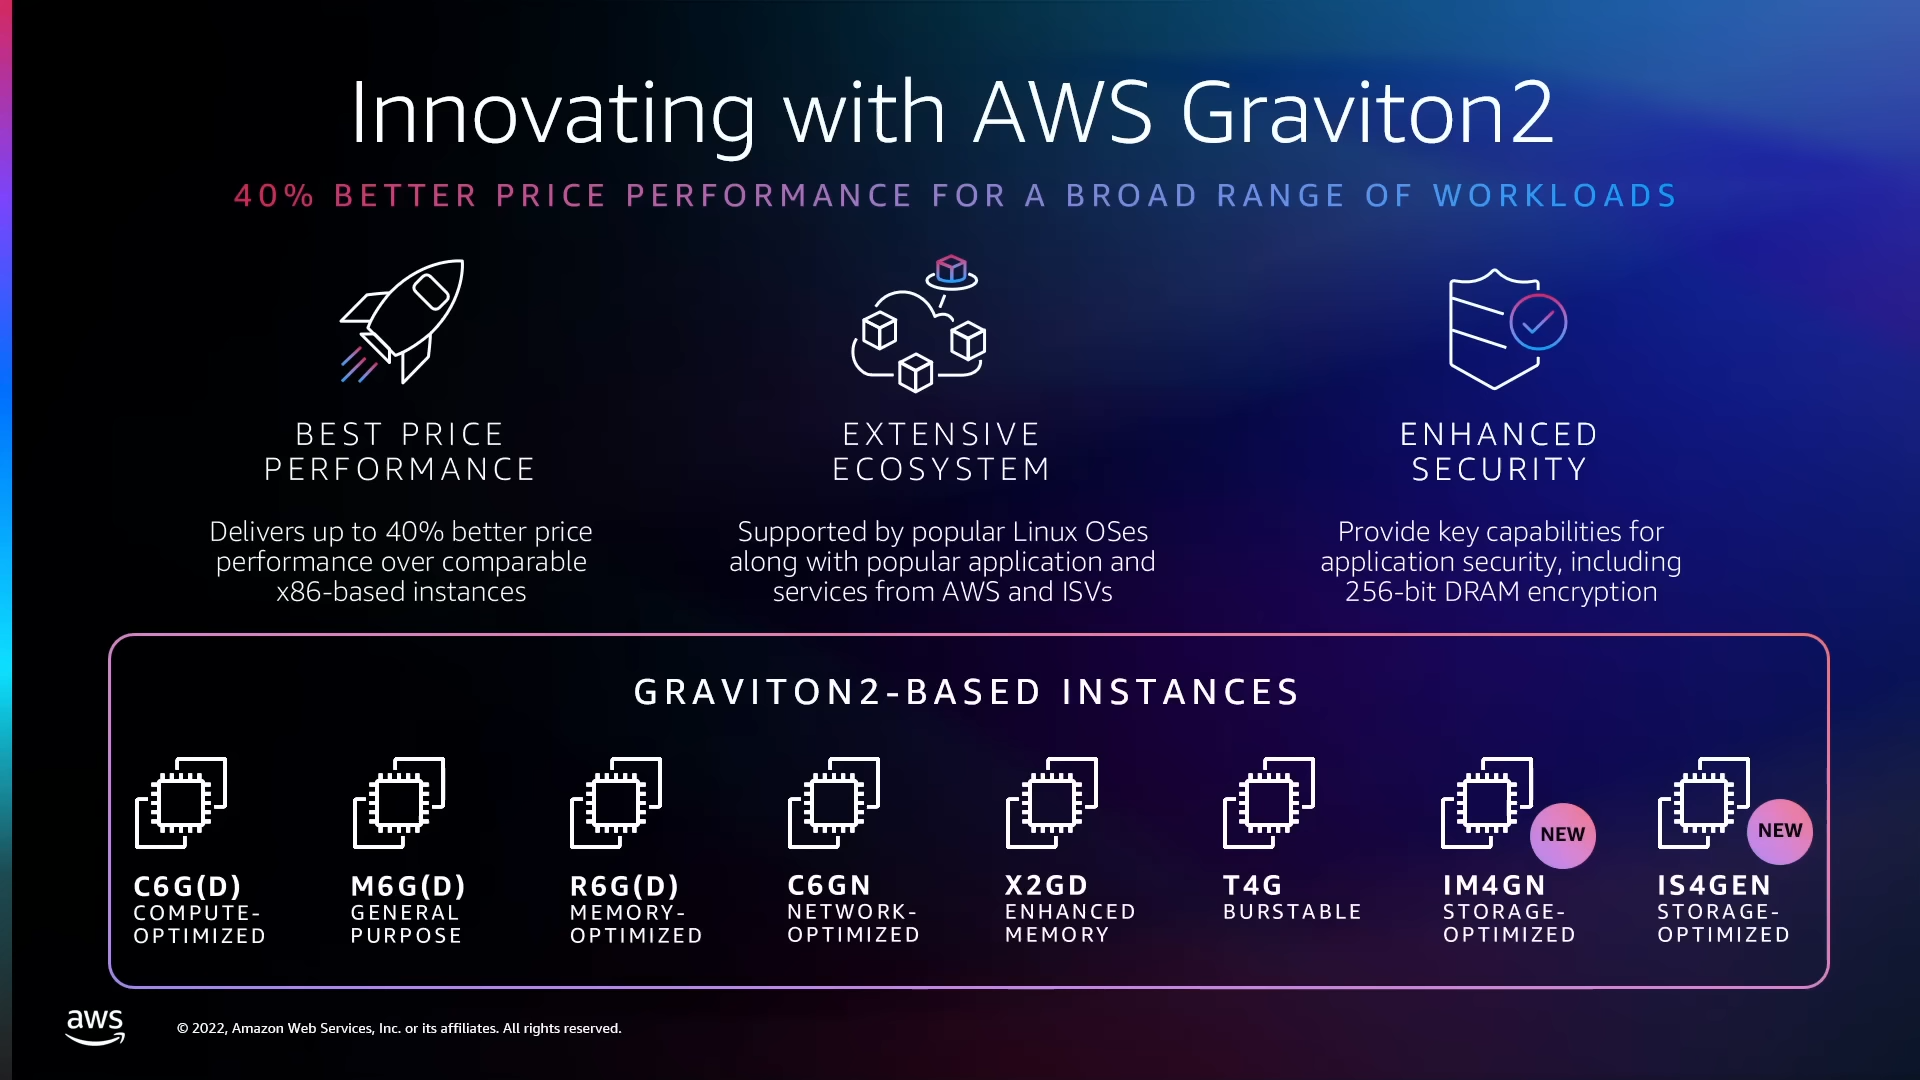 Innovating with AWS Graviton2
40% BETTER PRICE PERFORMANCE FOR A BROAD RANGE OF WORKLOADS
BEST PRICE
PERFORMANCE
Delivers up to 40% better price
performance over comparable
x86-based instances
EXTENSIVE
ECOSYSTEM
Supported by popular Linux OSes
along with popular application and
services from AWS and ISVs
ENHANCED
SECURITY
Provide key capabilities for
application security, including
256-bit DRAM encryption
GRAVITON2-BASED INSTANCES
C6G(D)
COMPUTE-
OPTIMIZED
M6G(D)
GENERAL
PURPOSE
R6G(D)
MEMORY-
OPTIMIZED
C6GN
NETWORK-
OPTIMIZED
X2GD
ENHANCED
MEMORY
T4G
BURSTABLE
NEW
IM4GN
STORAGE-
OPTIMIZED
NEW
IS4GEN
STORAGE-
OPTIMIZED
aws
© 2022, Amazon Web Services, Inc. or its affiliates. All rights reserved.